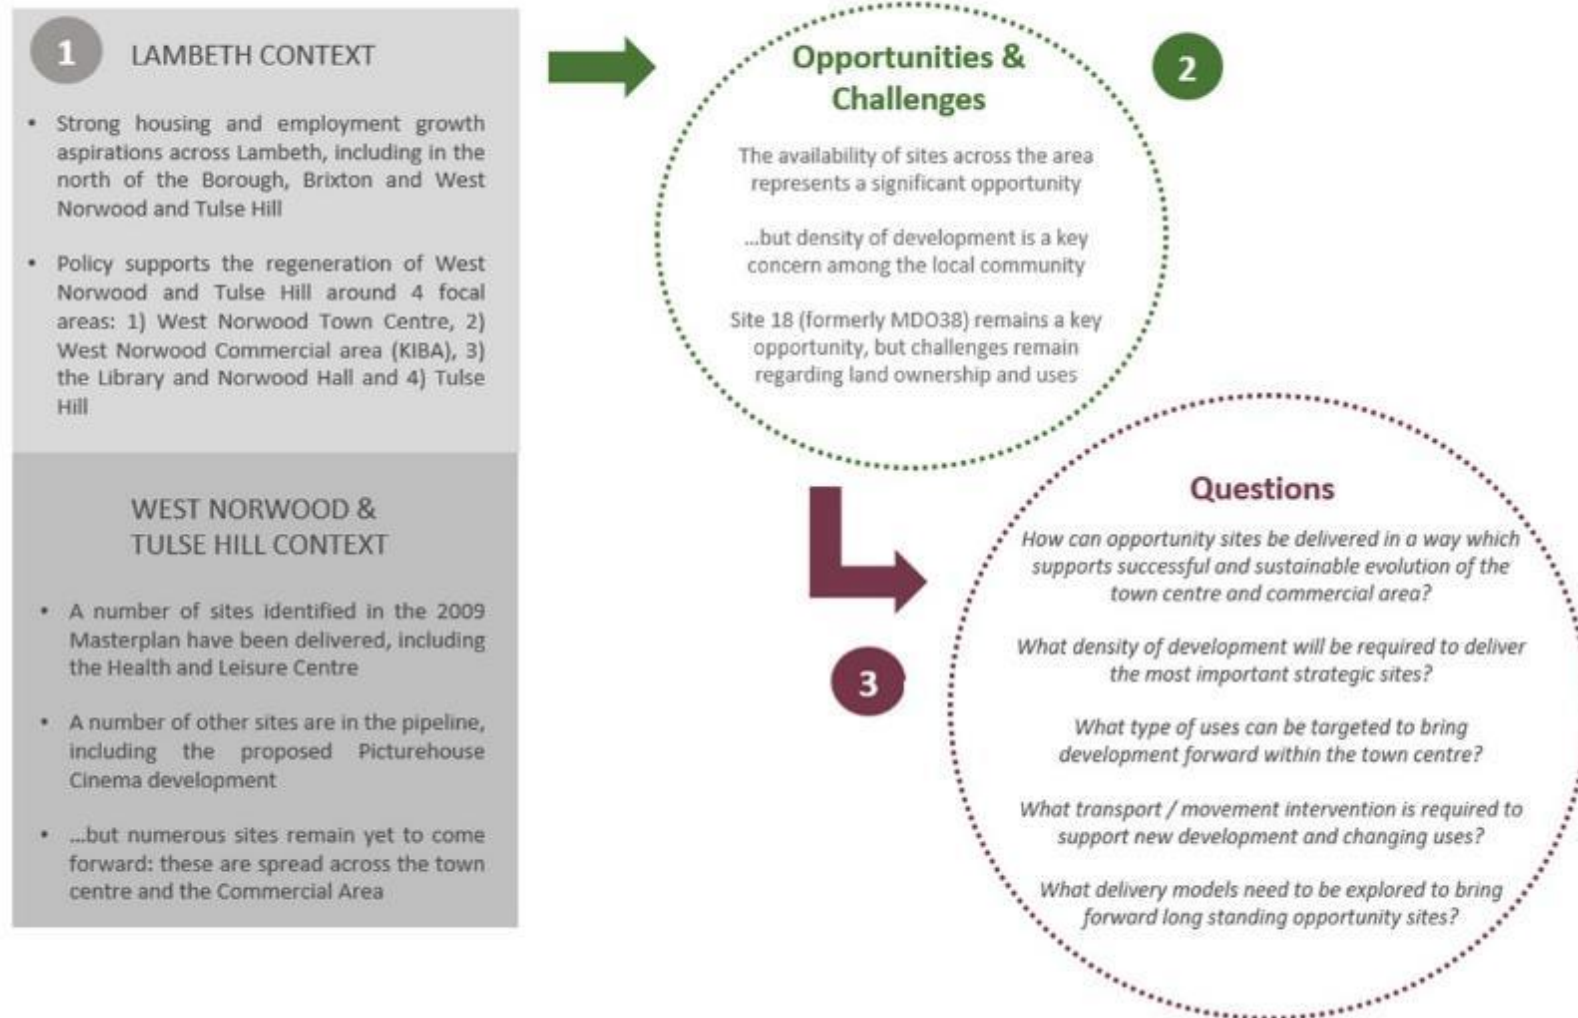 1
LAMBETH CONTEXT
• Strong housing and employment growth
aspirations across Lambeth, including in the
north of the Borough, Brixton and West
Norwood and Tulse Hill
• Policy supports the regeneration of West
Norwood and Tulse Hill around 4 focal
areas: 1) West Norwood Town Centre, 2)
West Norwood Commercial area (KIBA), 3)
the Library and Norwood Hall and 4) Tulse
Hill
WEST NORWOOD &
TULSE HILL CONTEXT
• A number of sites identified in the 2009
Masterplan have been delivered, including
the Health and Leisure Centre
• A number of other sites are in the pipeline,
including the proposed Picturehouse
Cinema development
• ...but numerous sites remain yet to come
forward: these are spread across the town
centre and the Commercial Area
2
Opportunities &
Challenges
The availability of sites across the area
represents a significant opportunity
...but density of development is a key
concern among the local community
Site 18 (formerly MDO38) remains a key
opportunity, but challenges remain
regarding land ownership and uses
3
Questions
How can opportunity sites be delivered in a way which
supports successful and sustainable evolution of the
town centre and commercial area?
What density of development will be required to deliver
the most important strategic sites?
What type of uses can be targeted to bring
development forward within the town centre?
What transport / movement intervention is required to
support new development and changing uses?
What delivery models need to be explored to bring
forward long standing opportunity sites?